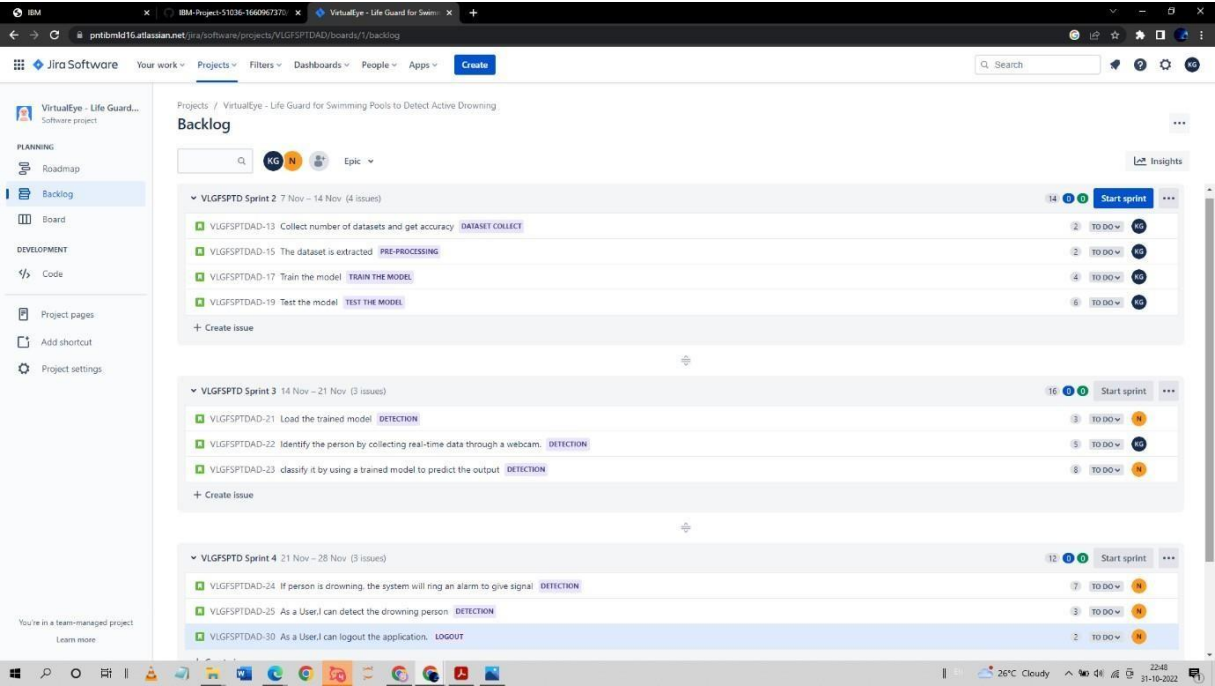 IBM
IBM-Project-51036-1660967370/
VirtualEye - Life Guard for Swimm
pntibmld16.atlassian.net/jira/software/projects/VLGFSPTDAD/boards/1/backlog
Jira Software Your work Projects Filters Dashboards People Apps Create Search KG
VirtualEye - Life Guard...
Software project
PLANNING
Roadmap
Backlog
Board
DEVELOPMENT
Code
Project pages
Add shortcut
Project settings
You're in a team-managed project
Learn more
Projects / VirtualEye - Life Guard for Swimming Pools to Detect Active Drowning
Backlog
KG N Epic Insights
VLGFSPTD Sprint 2 7 Nov – 14 Nov (4 issues) 14 0 0 Start sprint
VLGFSPTDAD-13 Collect number of datasets and get accuracy DATASET COLLECT 2 TO DO KG
VLGFSPTDAD-15 The dataset is extracted PRE-PROCESSING 2 TO DO KG
VLGFSPTDAD-17 Train the model TRAIN THE MODEL 4 TO DO KG
VLGFSPTDAD-19 Test the model TEST THE MODEL 6 TO DO KG
+ Create issue
VLGFSPTD Sprint 3 14 Nov – 21 Nov (3 issues) 16 0 0 Start sprint
VLGFSPTDAD-21 Load the trained model DETECTION 3 TO DO N
VLGFSPTDAD-22 Identify the person by collecting real-time data through a webcam. DETECTION 5 TO DO KG
VLGFSPTDAD-23 classify it by using a trained model to predict the output DETECTION 8 TO DO N
+ Create issue
VLGFSPTD Sprint 4 21 Nov – 28 Nov (3 issues) 12 0 0 Start sprint
VLGFSPTDAD-24 If person is drowning, the system will ring an alarm to give signal DETECTION 7 TO DO N
VLGFSPTDAD-25 As a User,I can detect the drowning person DETECTION 3 TO DO N
VLGFSPTDAD-30 As a User,I can logout the application. LOGOUT 2 TO DO N
26°C Cloudy
22:48
31-10-2022